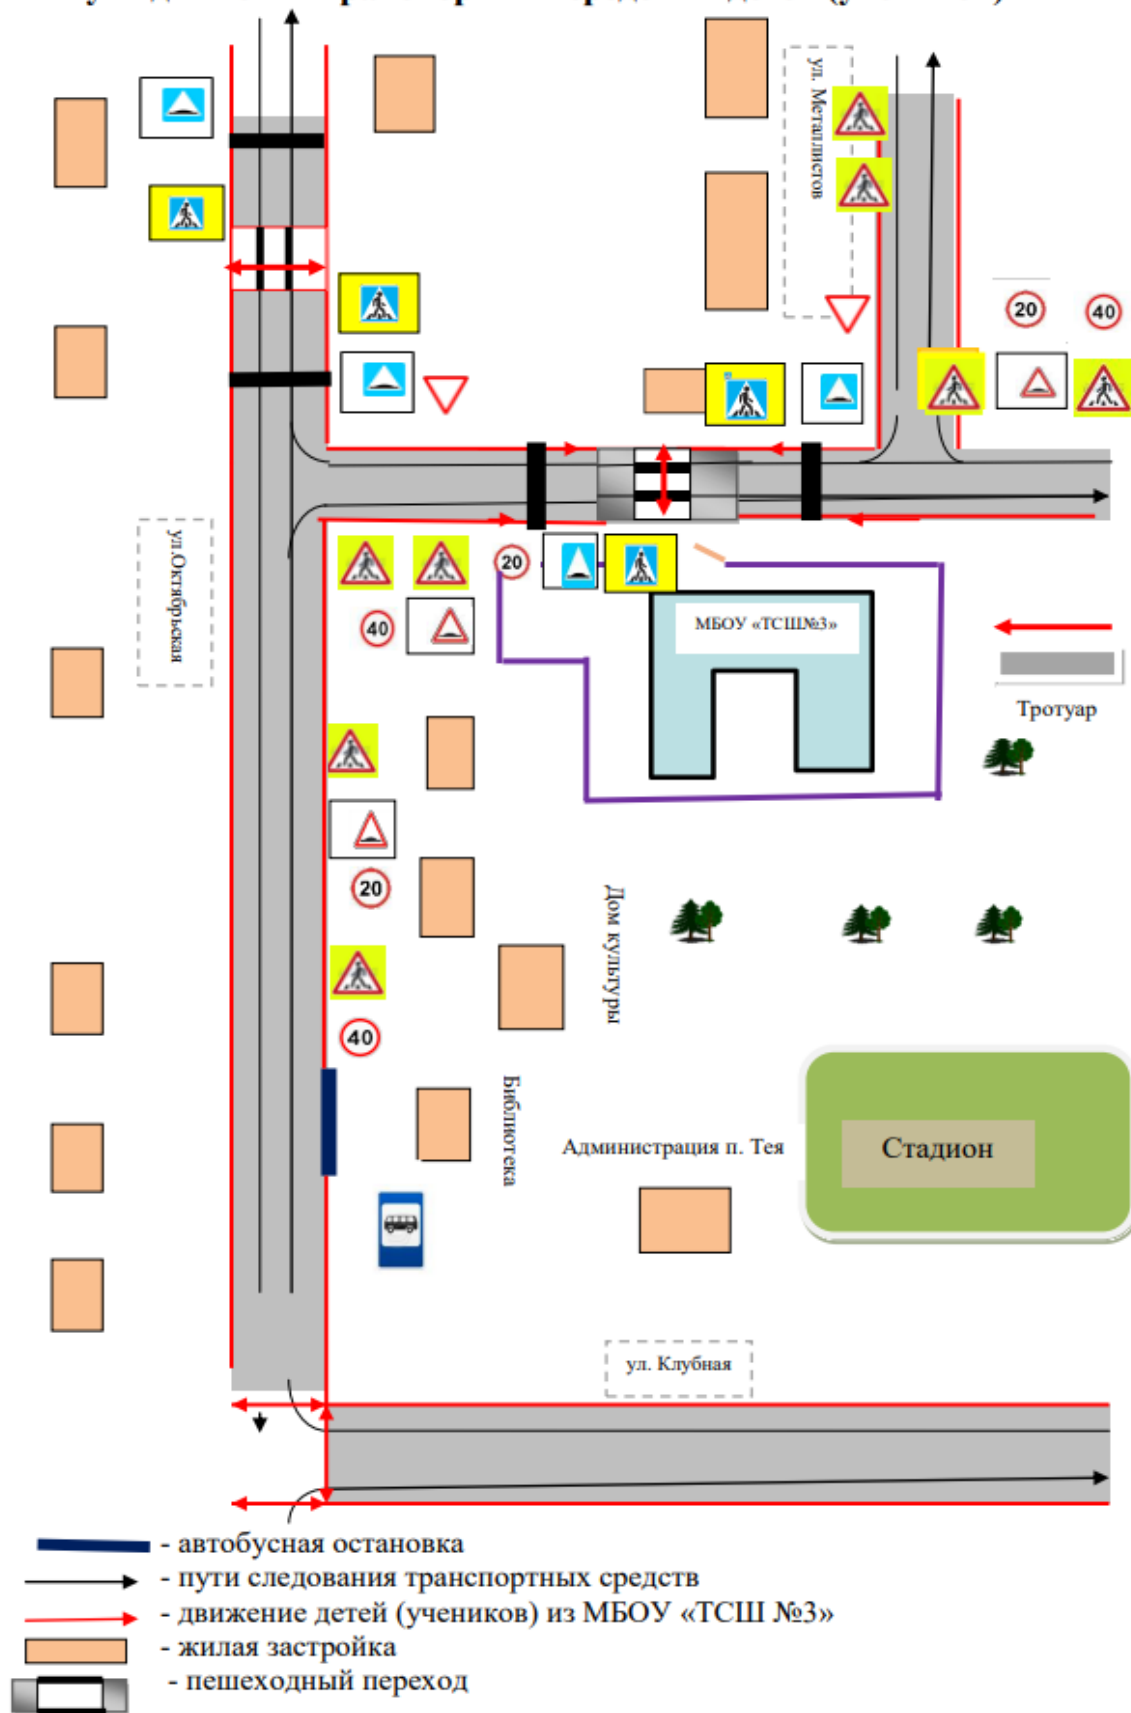 ул. Металлистов
20
40
ул.Октябрьская
20
МБОУ «ТСШ№3»
40
Тротуар
20
Дом культуры
40
Библиотека
Администрация п. Тея
Стадион
ул. Клубная
- автобусная остановка
- пути следования транспортных средств
- движение детей (учеников) из МБОУ «ТСШ №3»
- жилая застройка
- пешеходный переход